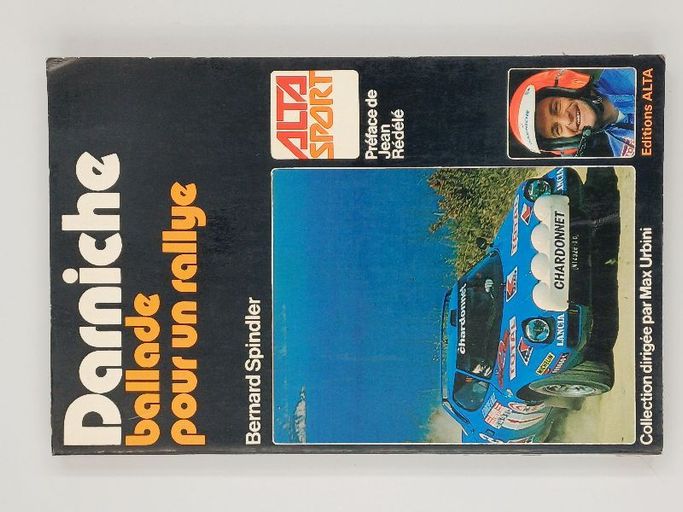 Darniche
ballade
pour un rallye
Bernard Spindler
ALTA
SPORT
Préface de
Jean
Rédélé
chardonnet
CHARDONNET
LANCIA
LANCIA
Collection dirigée par Max Urbini
Editions ALTA